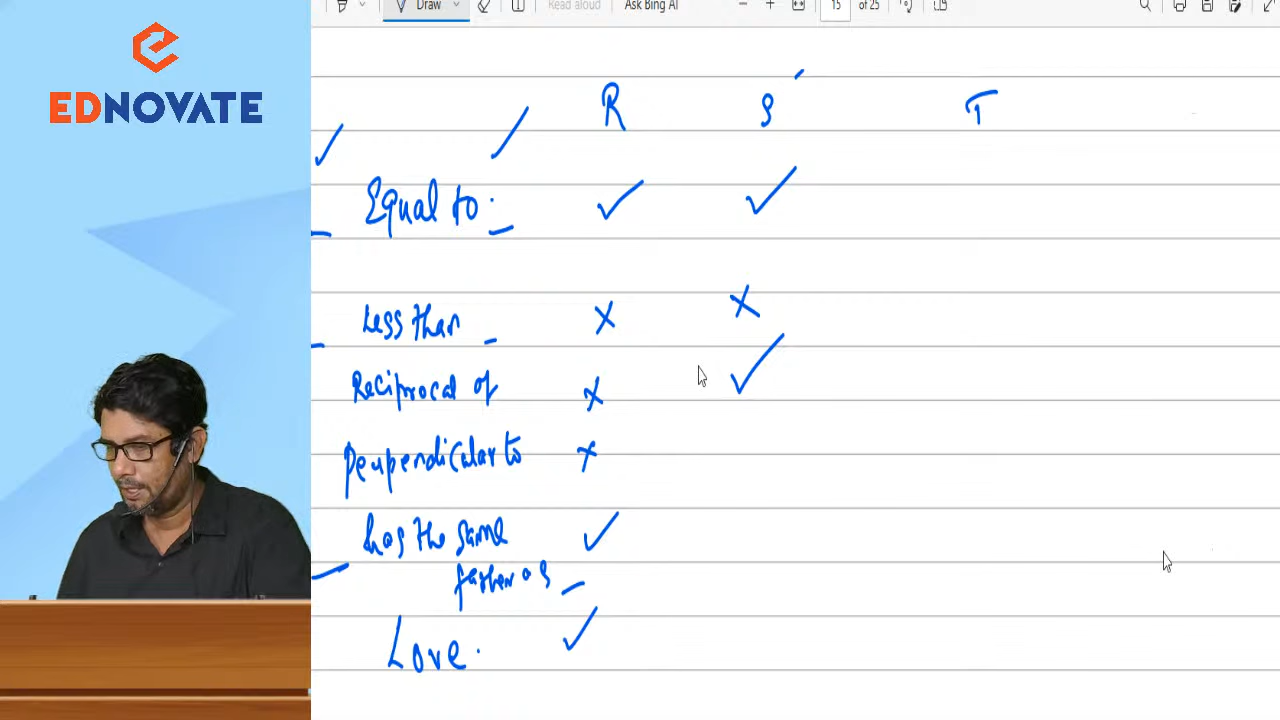 Draw
Read aloud
Ask Bing AI
15
of 25
EDNOVATE
R S T
Equal to
Less than
Reciprocal of
Perpendicular to
has the same
father as
Love.